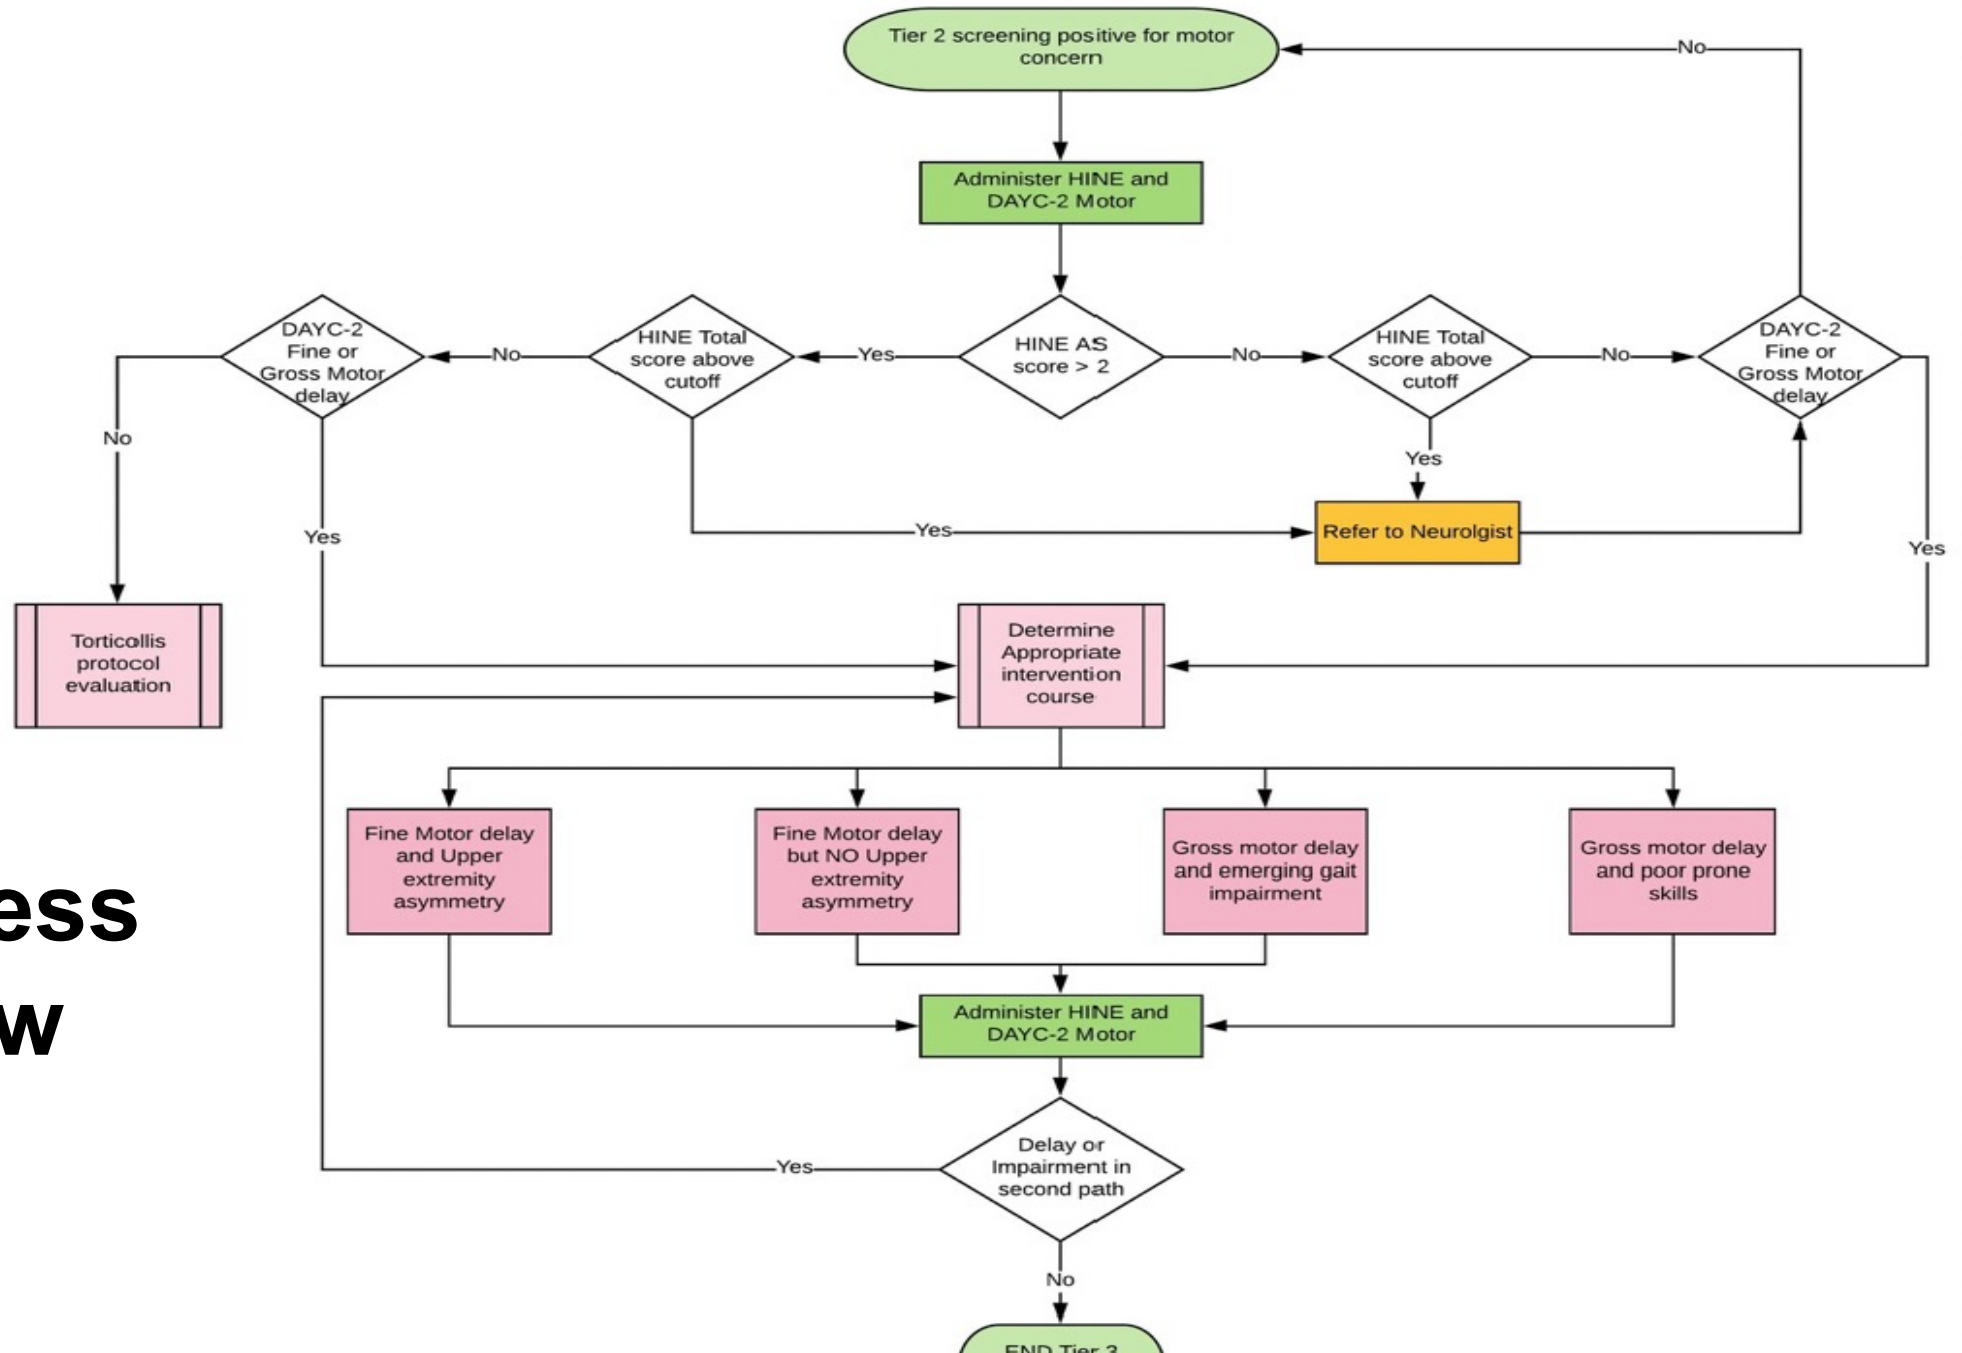 Tier 2 screening positive for motor
concern
No
Administer HINE and
DAYC-2 Motor
DAYC-2
Fine or
Gross Motor
delay
No
HINE Total
score above
cutoff
Yes
HINE AS
score > 2
No
HINE Total
score above
cutoff
No
DAYC-2
Fine or
Gross Motor
delay
No
Yes
Yes
Yes
Refer to Neurolgist
Yes
Torticollis
protocol
evaluation
Determine
Appropriate
intervention
course
Fine Motor delay
and Upper
extremity
asymmetry
Fine Motor delay
but NO Upper
extremity
asymmetry
Gross motor delay
and emerging gait
impairment
Gross motor delay
and poor prone
skills
ess
w
Administer HINE and
DAYC-2 Motor
Delay or
Impairment in
second path
Yes
No
END Tier 3